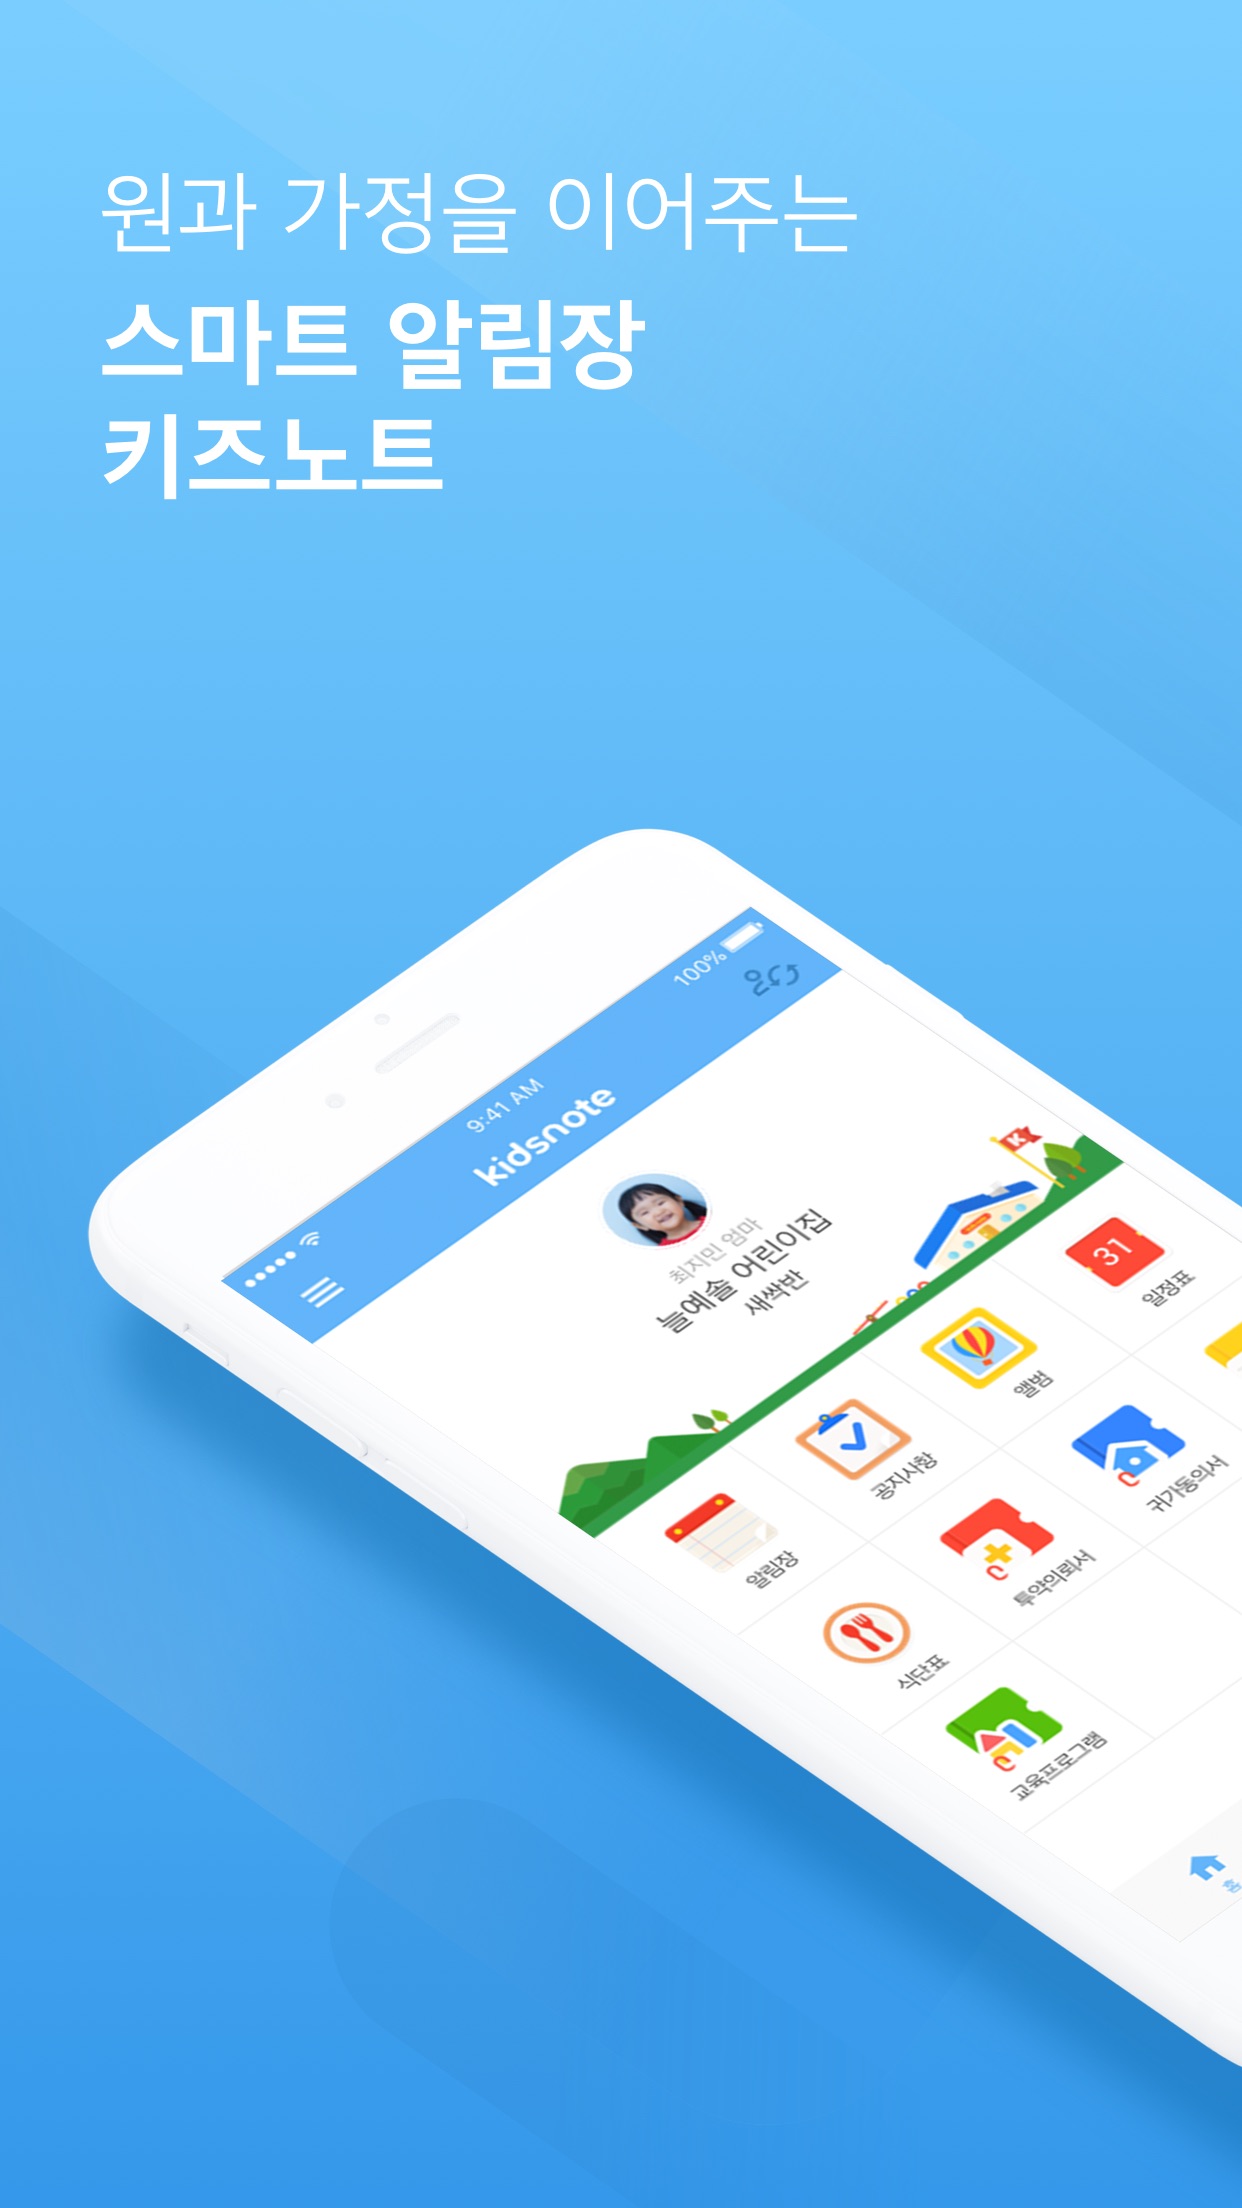 원과 가정을 이어주는
스마트 알림장
키즈노트
9:41 AM
100%
kidsnote
최지민 엄마
늘예솔 어린이집
새싹반
K
알림장
공지사항
앨범
31
일정표
식단표
투약의뢰서
귀가동의서
교육프로그램
홈